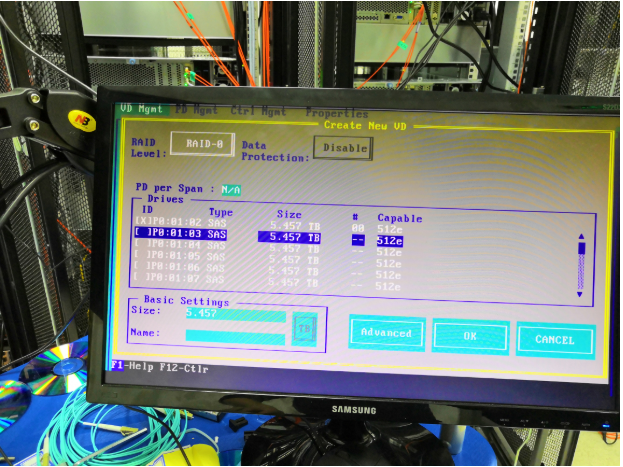 VD Mgmt PD Mgmt Ctrl Mgmt Properties
Create New VD
RAID Level: RAID-0 Data Protection: Disable
PD per Span : N/A
Drives
ID Type Size # Capable
[X]P0:01:02 SAS 5.457 TB 00 512e
[ ]P0:01:03 SAS 5.457 TB -- 512e
[ ]P0:01:04 SAS 5.457 TB -- 512e
[ ]P0:01:05 SAS 5.457 TB -- 512e
[ ]P0:01:06 SAS 5.457 TB -- 512e
[ ]P0:01:07 SAS 5.457 TB -- 512e
Basic Settings
Size: 5.457 TB
Name:
Advanced OK CANCEL
F1-Help F12-Ctlr
SAMSUNG
NB